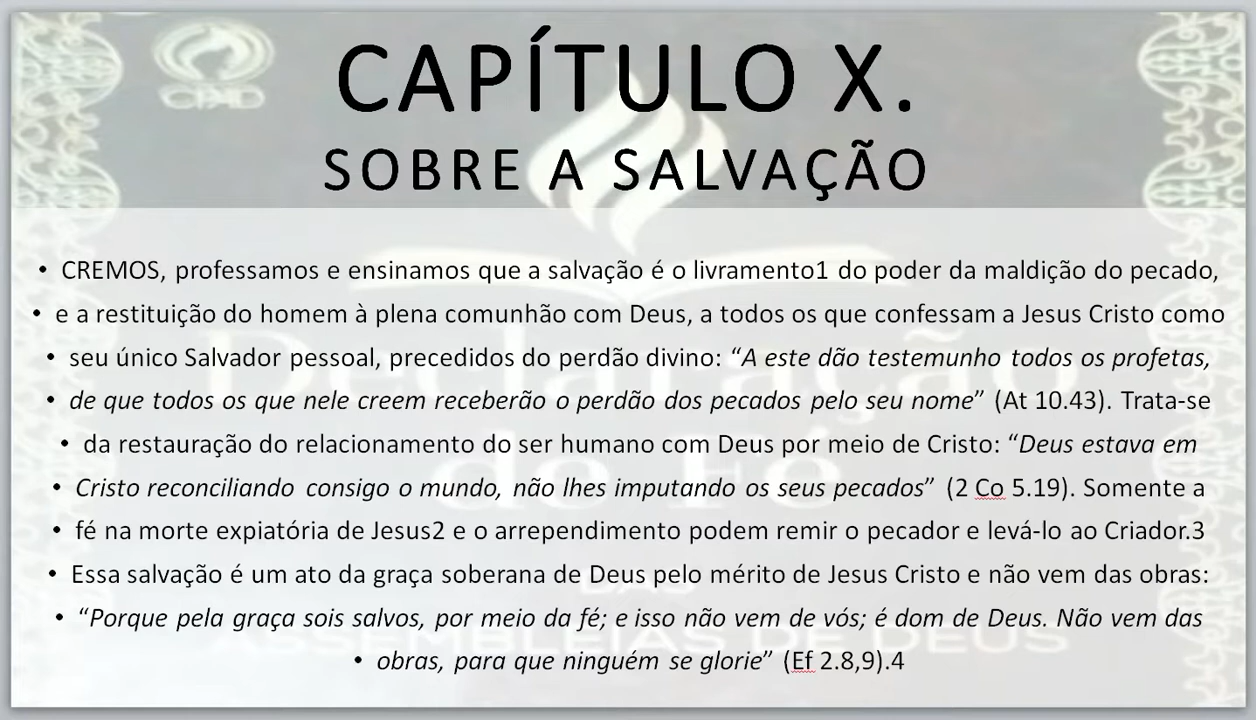 CPAD
CAPÍTULO X.
SOBRE A SALVAÇÃO
• CREMOS, professamos e ensinamos que a salvação é o livramento1 do poder da maldição do pecado,
• e a restituição do homem à plena comunhão com Deus, a todos os que confessam a Jesus Cristo como
• seu único Salvador pessoal, precedidos do perdão divino: “A este dão testemunho todos os profetas,
• de que todos os que nele creem receberão o perdão dos pecados pelo seu nome” (At 10.43). Trata-se
• da restauração do relacionamento do ser humano com Deus por meio de Cristo: “Deus estava em
• Cristo reconciliando consigo o mundo, não lhes imputando os seus pecados” (2 Co 5.19). Somente a
• fé na morte expiatória de Jesus2 e o arrependimento podem remir o pecador e levá-lo ao Criador.3
• Essa salvação é um ato da graça soberana de Deus pelo mérito de Jesus Cristo e não vem das obras:
• “Porque pela graça sois salvos, por meio da fé; e isso não vem de vós; é dom de Deus. Não vem das
• obras, para que ninguém se glorie” (Ef 2.8,9).4
Declaração
de Fé
DAS
ASSEMBLEIAS DE DEUS